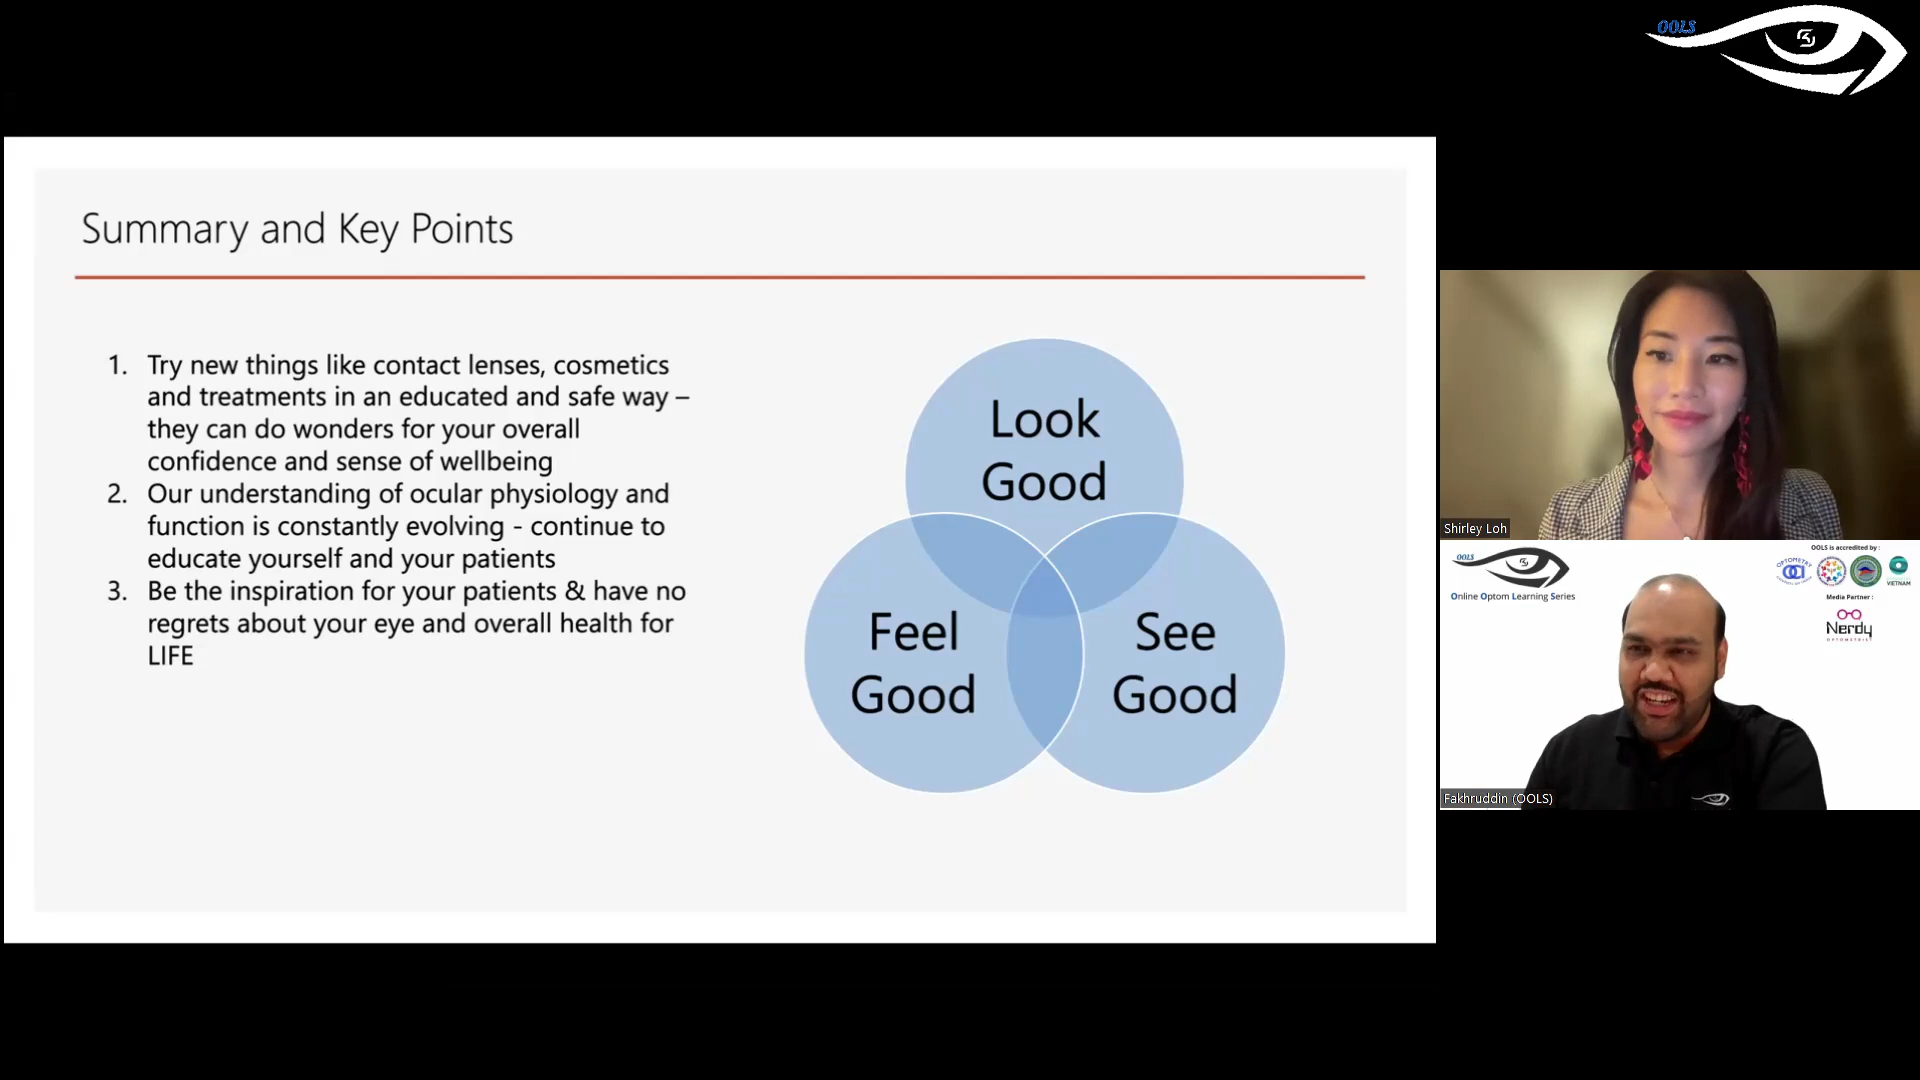 OOLS
Summary and Key Points
1. Try new things like contact lenses, cosmetics
and treatments in an educated and safe way –
they can do wonders for your overall
confidence and sense of wellbeing
2. Our understanding of ocular physiology and
function is constantly evolving - continue to
educate yourself and your patients
3. Be the inspiration for your patients & have no
regrets about your eye and overall health for
LIFE
Look
Good
Feel
Good
See
Good
Shirley Loh
OOLS
Online Optom Learning Series
OOLS is accredited by :
OPTOMETRY
VIETNAM
Media Partner :
Nerdy
OPTOMETRIST
Fakhruddin (OOLS)